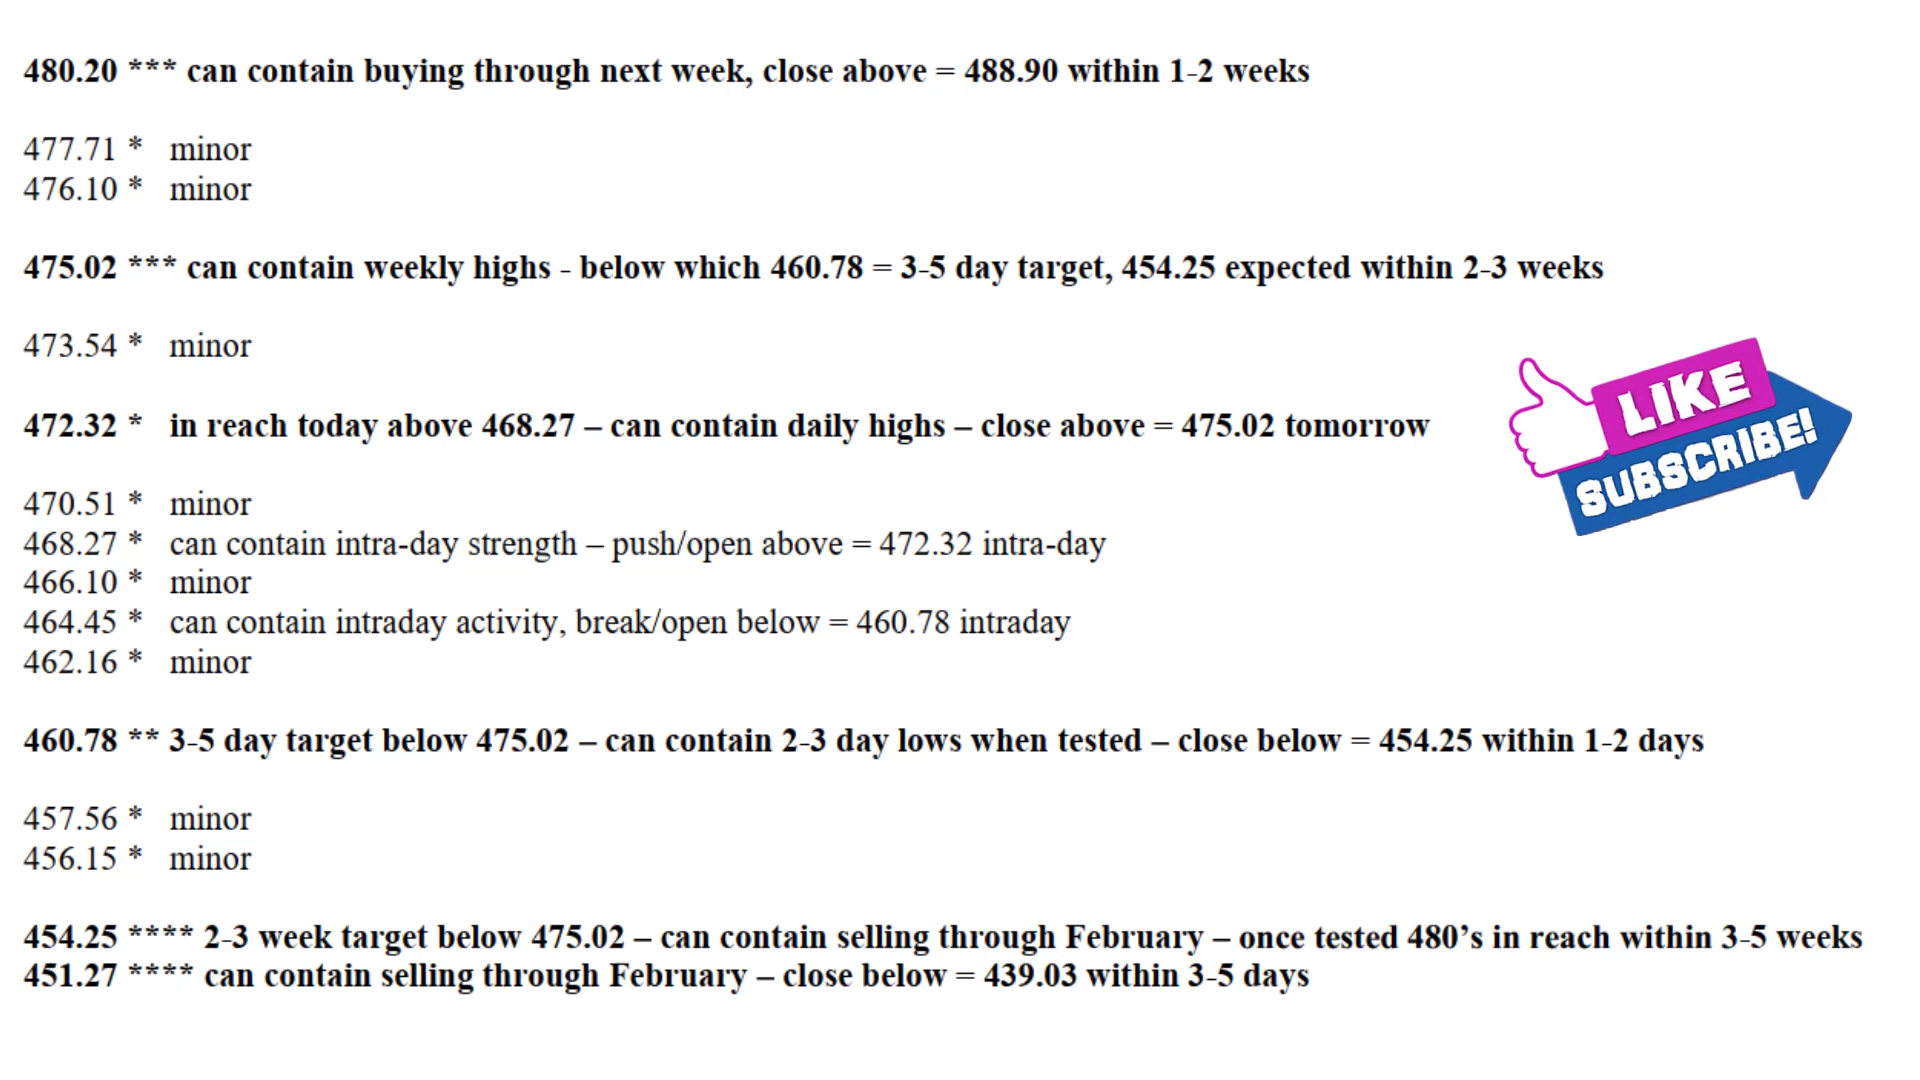 480.20 *** can contain buying through next week, close above = 488.90 within 1-2 weeks
477.71 * minor
476.10 * minor
475.02 *** can contain weekly highs - below which 460.78 = 3-5 day target, 454.25 expected within 2-3 weeks
473.54 * minor
472.32 * in reach today above 468.27 – can contain daily highs – close above = 475.02 tomorrow
LIKE
SUBSCRIBE!
470.51 * minor
468.27 * can contain intra-day strength – push/open above = 472.32 intra-day
466.10 * minor
464.45 * can contain intraday activity, break/open below = 460.78 intraday
462.16 * minor
460.78 ** 3-5 day target below 475.02 – can contain 2-3 day lows when tested – close below = 454.25 within 1-2 days
457.56 * minor
456.15 * minor
454.25 **** 2-3 week target below 475.02 – can contain selling through February – once tested 480’s in reach within 3-5 weeks
451.27 **** can contain selling through February – close below = 439.03 within 3-5 days